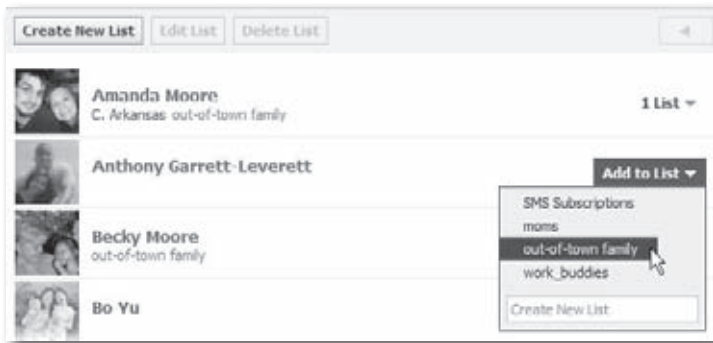 Create New List Edit List Delete List
Amanda Moore
C. Arkansas out-of-town family
1 List
Anthony Garrett-Leverett
Add to List
SMS Subscriptions
moms
out-of-town family
work_buddies
Create New List
Becky Moore
out-of-town family
Bo Yu